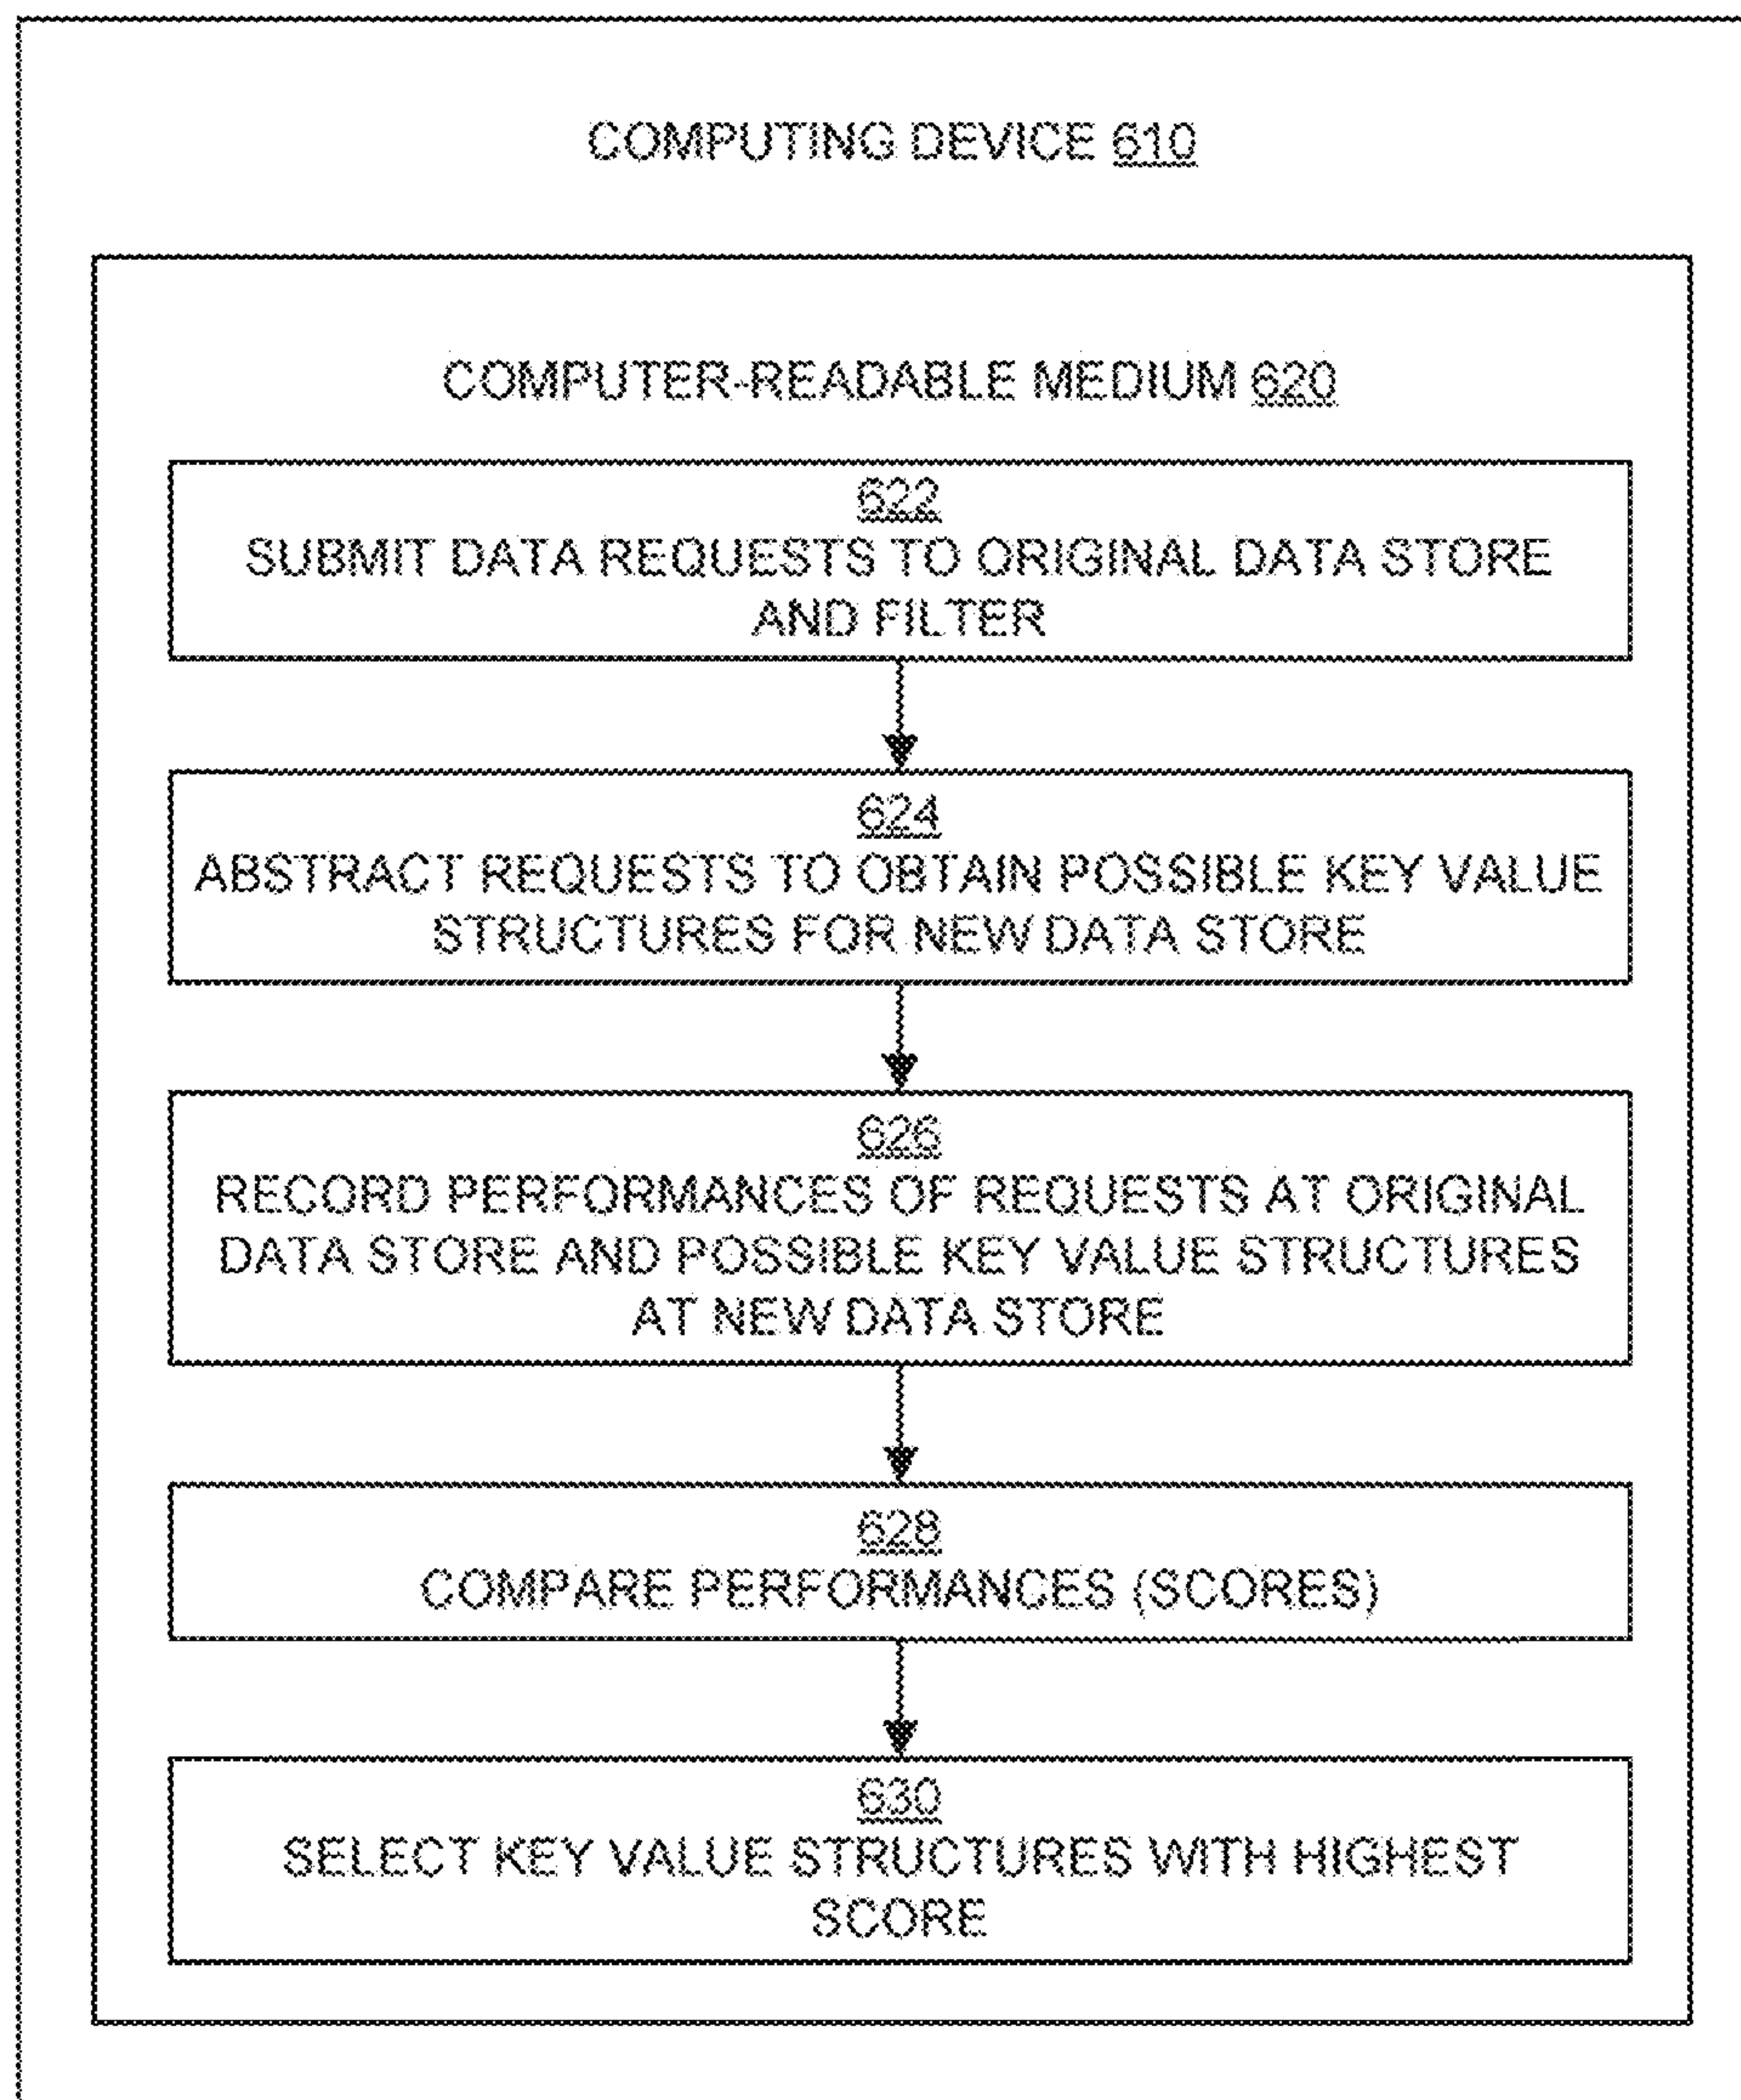 COMPUTING DEVICE 610
COMPUTER-READABLE MEDIUM 620
622
SUBMIT DATA REQUESTS TO ORIGINAL DATA STORE
AND FILTER
624
ABSTRACT REQUESTS TO OBTAIN POSSIBLE KEY VALUE
STRUCTURES FOR NEW DATA STORE
626
RECORD PERFORMANCES OF REQUESTS AT ORIGINAL
DATA STORE AND POSSIBLE KEY VALUE STRUCTURES
AT NEW DATA STORE
628
COMPARE PERFORMANCES (SCORES)
630
SELECT KEY VALUE STRUCTURES WITH HIGHEST
SCORE